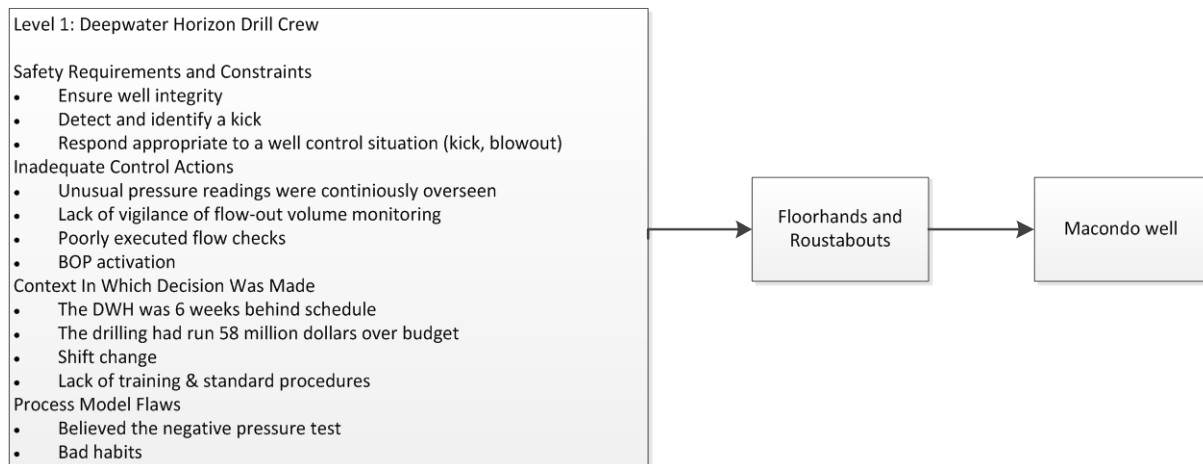 Level 1: Deepwater Horizon Drill Crew
Safety Requirements and Constraints
• Ensure well integrity
• Detect and identify a kick
• Respond appropriate to a well control situation (kick, blowout)
Inadequate Control Actions
• Unusual pressure readings were continiously overseen
• Lack of vigilance of flow-out volume monitoring
• Poorly executed flow checks
• BOP activation
Context In Which Decision Was Made
• The DWH was 6 weeks behind schedule
• The drilling had run 58 million dollars over budget
• Shift change
• Lack of training & standard procedures
Process Model Flaws
• Believed the negative pressure test
• Bad habits
Floorhands and
Roustabouts
Macondo well